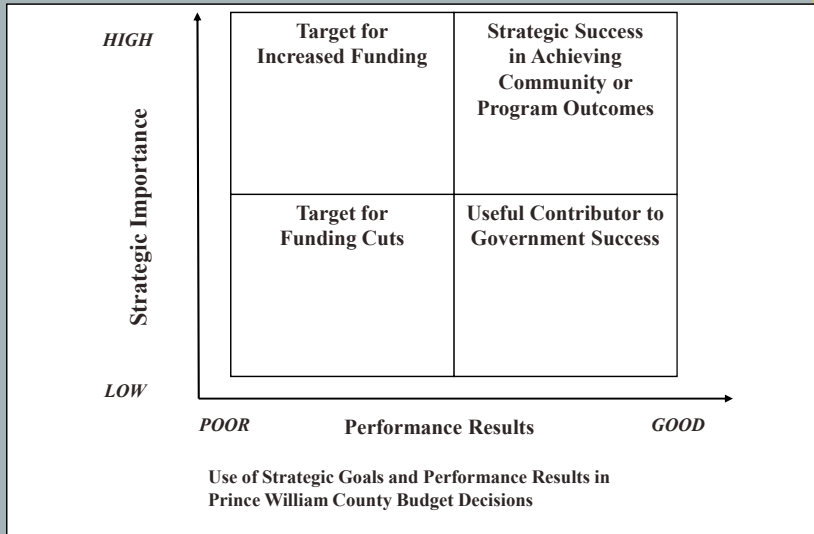 HIGH
Target for
Increased Funding
Strategic Success
in Achieving
Community or
Program Outcomes
Strategic Importance
Target for
Funding Cuts
Useful Contributor to
Government Success
LOW
POOR
Performance Results
GOOD
Use of Strategic Goals and Performance Results in
Prince William County Budget Decisions